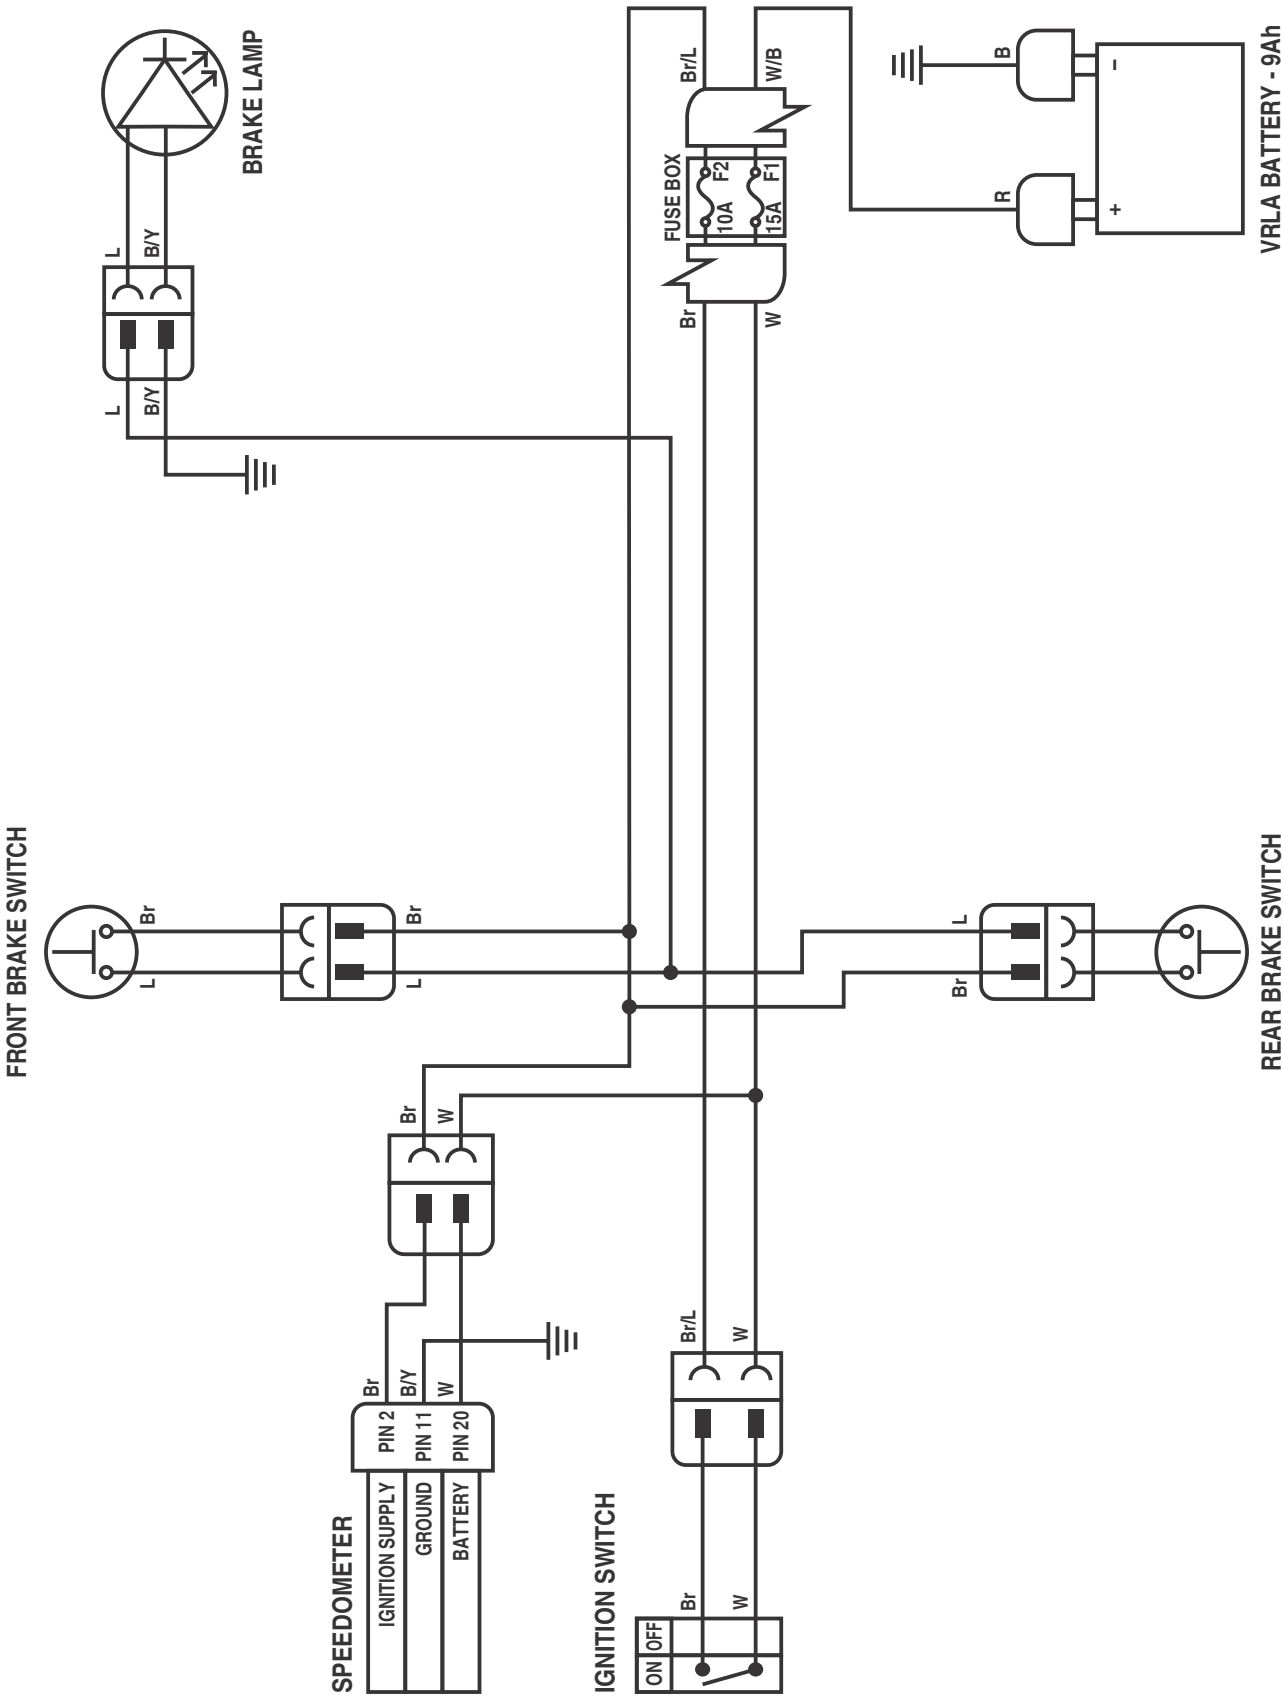 FRONT BRAKE SWITCH
L
Br
L
Br
L
L
B/Y
B/Y
BRAKE LAMP
SPEEDOMETER
IGNITION SUPPLY
PIN 2
Br
GROUND
PIN 11
B/Y
BATTERY
PIN 20
W
Br
W
IGNITION SWITCH
ON
OFF
Br
W
Br/L
W
FUSE BOX
Br
W
10A
F2
15A
F1
Br/L
W/B
Br
L
REAR BRAKE SWITCH
R
B
+
-
VRLA BATTERY - 9Ah